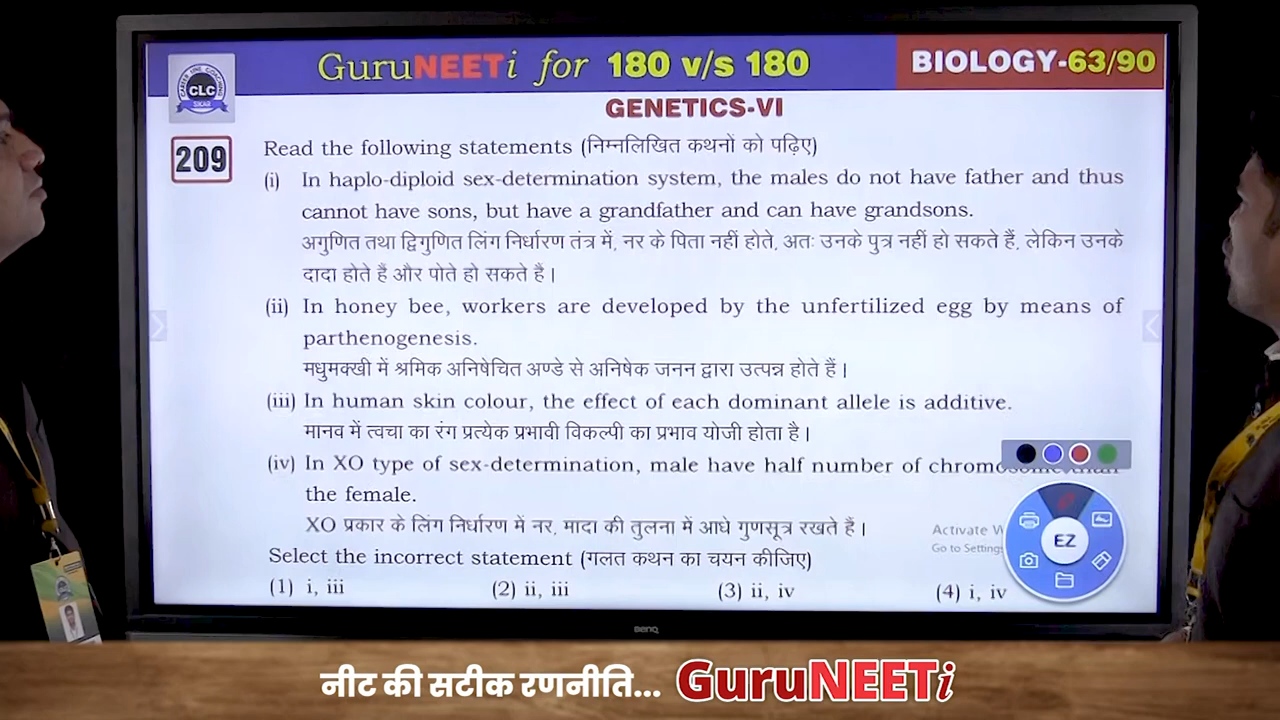 GuruNEETi for 180 v/s 180 BIOLOGY-63/90
CLC
SIKAR
GENETICS-VI
209 Read the following statements (निम्नलिखित कथनों को पढ़िए)
(i) In haplo-diploid sex-determination system, the males do not have father and thus
cannot have sons, but have a grandfather and can have grandsons.
अगुणित तथा द्विगुणित लिंग निर्धारण तंत्र में, नर के पिता नहीं होते, अतः उनके पुत्र नहीं हो सकते हैं, लेकिन उनके
दादा होते हैं और पोते हो सकते हैं।
(ii) In honey bee, workers are developed by the unfertilized egg by means of
parthenogenesis.
मधुमक्खी में श्रमिक अनिषेचित अण्डे से अनिषेक जनन द्वारा उत्पन्न होते हैं।
(iii) In human skin colour, the effect of each dominant allele is additive.
मानव में त्वचा का रंग प्रत्येक प्रभावी विकल्पी का प्रभाव योजी होता है।
(iv) In XO type of sex-determination, male have half number of chromosome than
the female.
XO प्रकार के लिंग निर्धारण में नर, मादा की तुलना में आधे गुणसूत्र रखते हैं।
Activate W
Go to Settings
EZ
Select the incorrect statement (गलत कथन का चयन कीजिए)
(1) i, iii (2) ii, iii (3) ii, iv (4) i, iv
BenQ
नीट की सटीक रणनीति... GuruNEETi